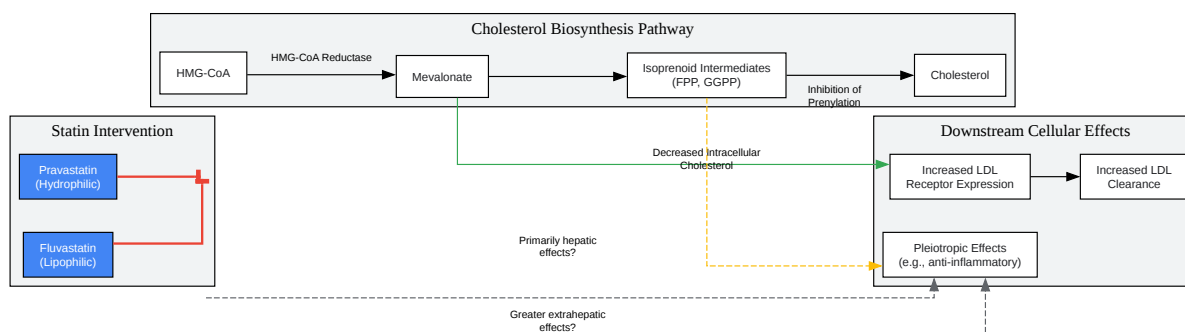 Cholesterol Biosynthesis Pathway
HMG-CoA
HMG-CoA Reductase
Mevalonate
Isoprenoid Intermediates
(FPP, GGPP)
Inhibition of
Prenylation
Cholesterol
Statin Intervention
Pravastatin
(Hydrophilic)
Fluvastatin
(Lipophilic)
Decreased Intracellular
Cholesterol
Downstream Cellular Effects
Increased LDL
Receptor Expression
Increased LDL
Clearance
Primarily hepatic
effects?
Pleiotropic Effects
(e.g., anti-inflammatory)
Greater extrahepatic
effects?